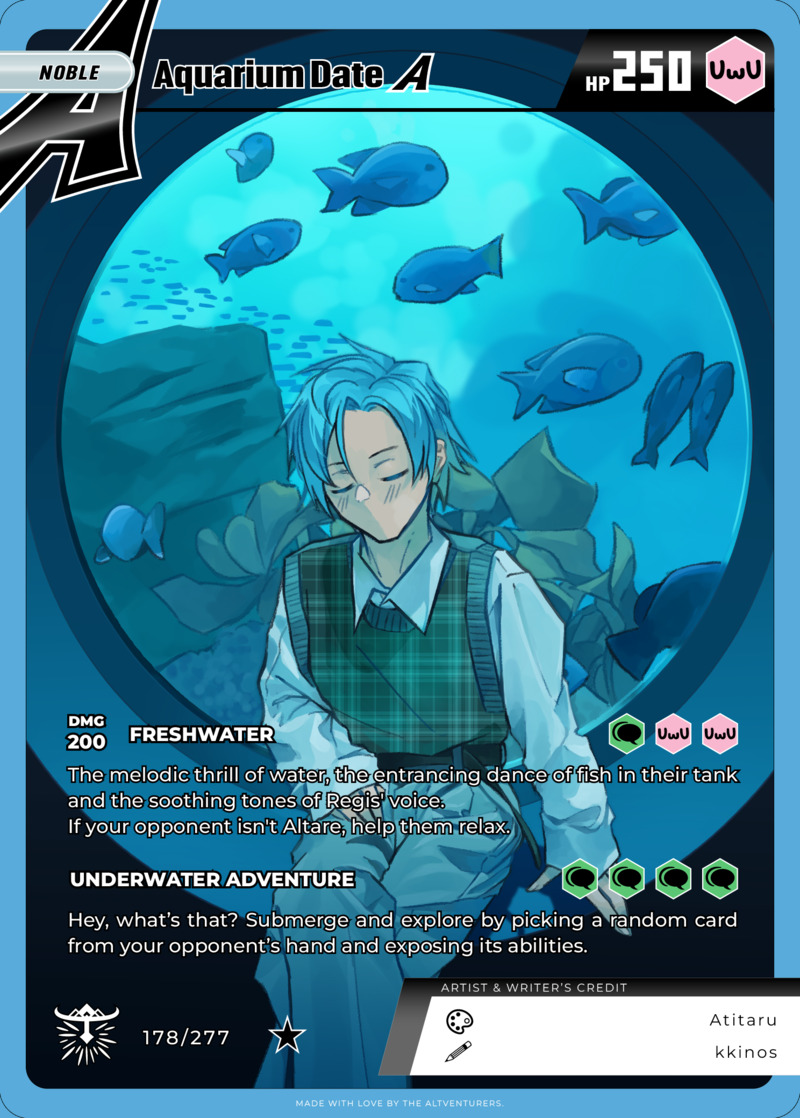 NOBLE
Aquarium Date A
HP 250
UwU
DMG
200
FRESHWATER
UwU UwU
The melodic thrill of water, the entrancing dance of fish in their tank
and the soothing tones of Regis' voice.
If your opponent isn't Altare, help them relax.
UNDERWATER ADVENTURE
Hey, what’s that? Submerge and explore by picking a random card
from your opponent’s hand and exposing its abilities.
ARTIST & WRITER’S CREDIT
178/277
Atitaru
kkinos
MADE WITH LOVE BY THE ALTVENTURERS.